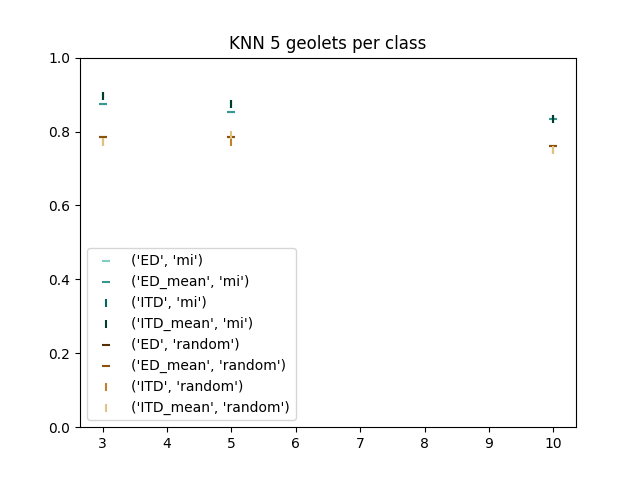 KNN 5 geolets per class
1.0
0.8
0.6
0.4
0.2
0.0
('ED', 'mi')
('ED_mean', 'mi')
('ITD', 'mi')
('ITD_mean', 'mi')
('ED', 'random')
('ED_mean', 'random')
('ITD', 'random')
('ITD_mean', 'random')
3 4 5 6 7 8 9 10